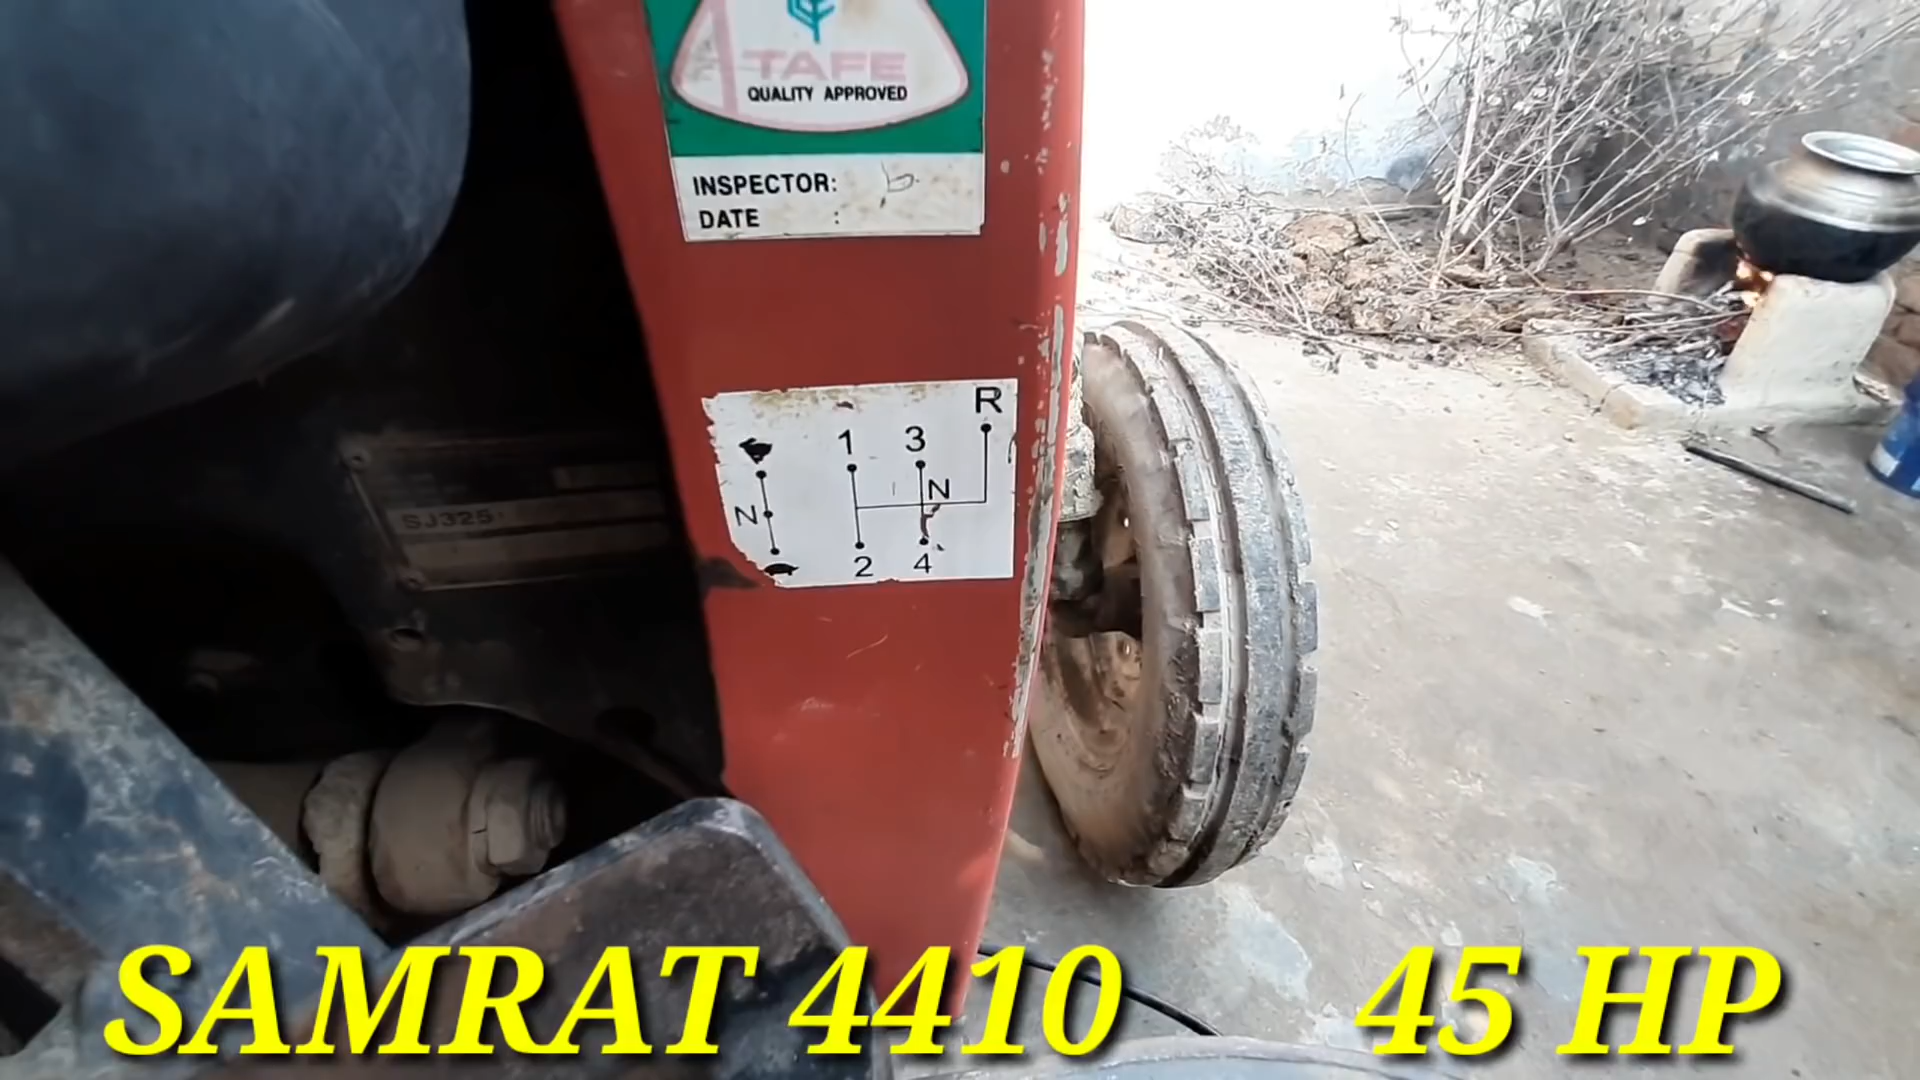 TAFE
QUALITY APPROVED
INSPECTOR:
DATE :
R
1 3
N N
2 4
SJ325
SAMRAT 4410 45 HP